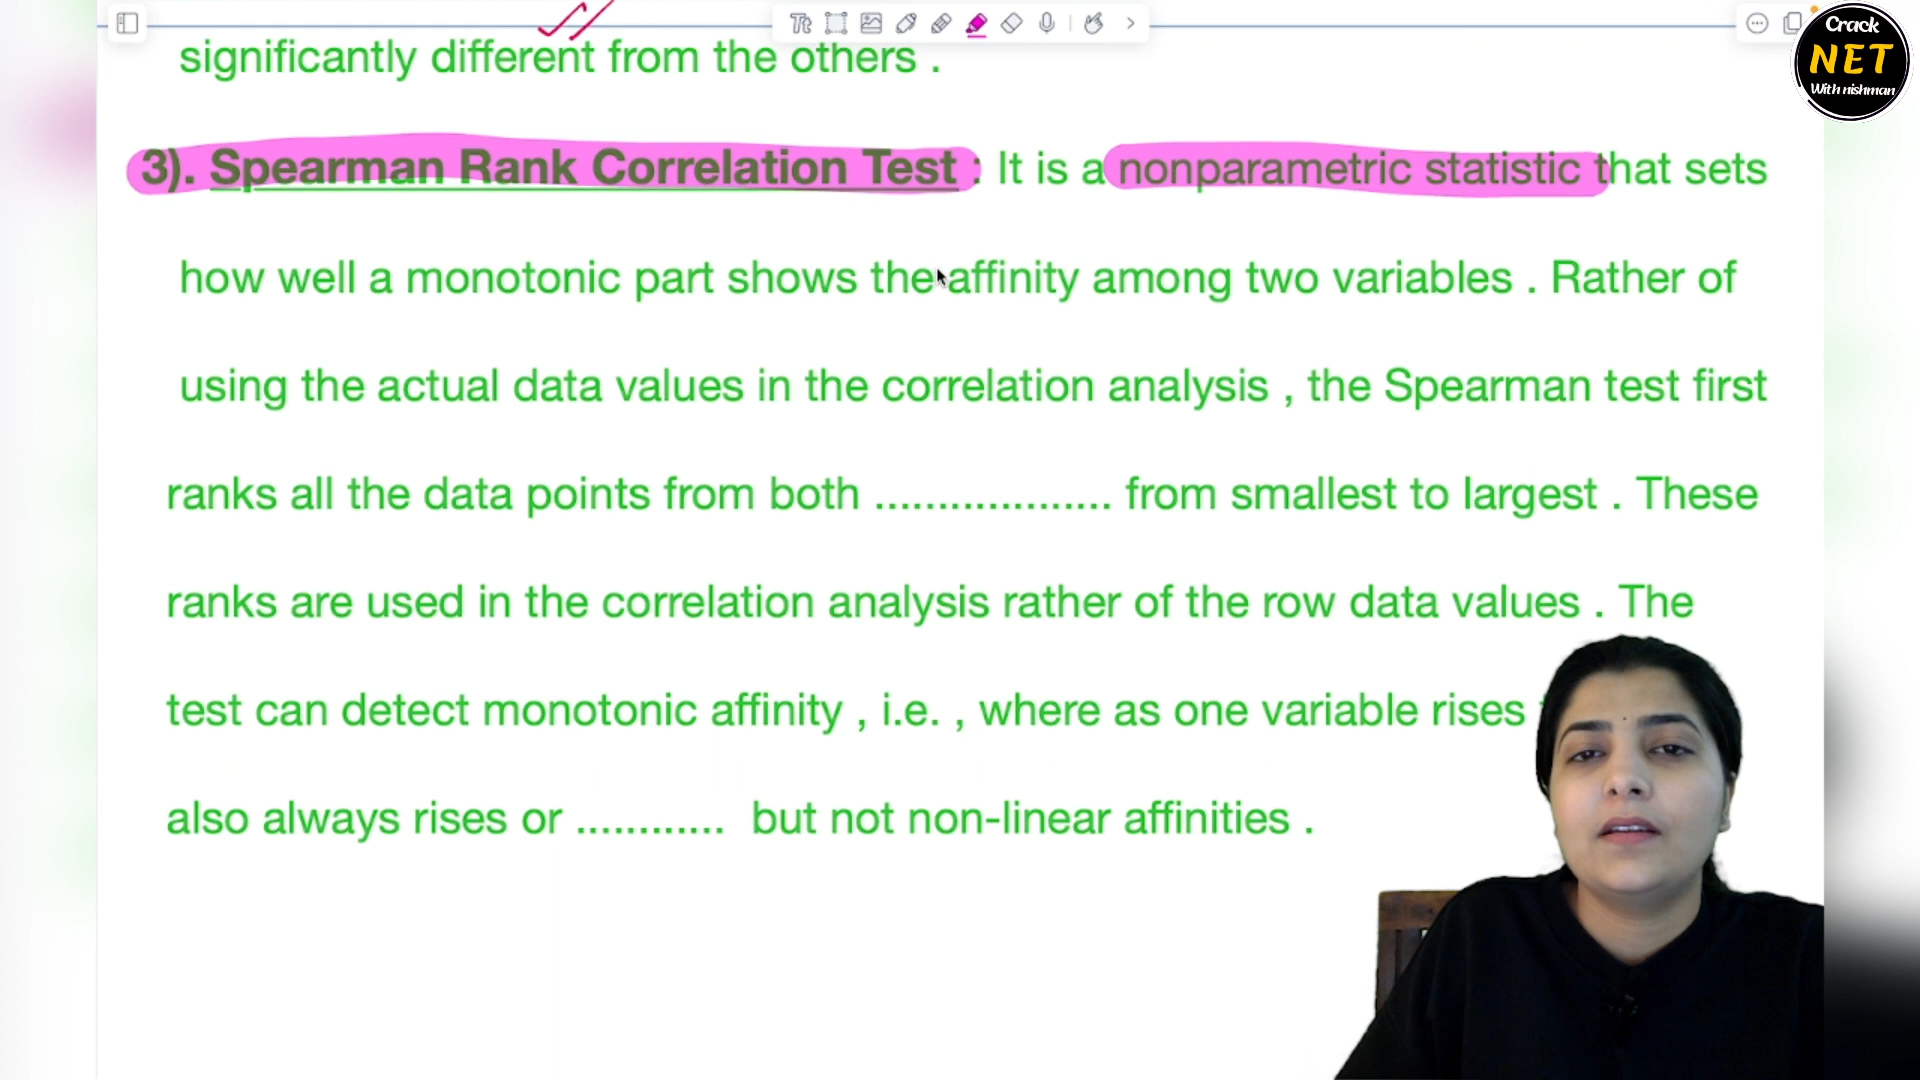 Crack
NET
With nishman
Tt
significantly different from the others .
3). Spearman Rank Correlation Test : It is a nonparametric statistic that sets
how well a monotonic part shows the affinity among two variables . Rather of
using the actual data values in the correlation analysis , the Spearman test first
ranks all the data points from both ................... from smallest to largest . These
ranks are used in the correlation analysis rather of the row data values . The
test can detect monotonic affinity , i.e. , where as one variable rises
also always rises or ............ but not non-linear affinities .